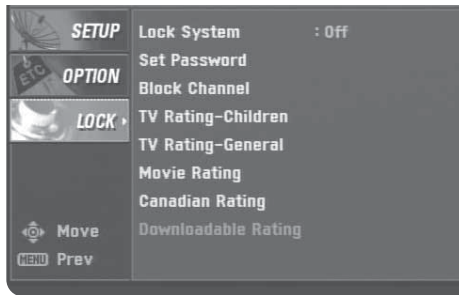 SETUP
ETC OPTION
LOCK
Lock System : Off
Set Password
Block Channel
TV Rating-Children
TV Rating-General
Movie Rating
Canadian Rating
Downloadable Rating
Move
MENU Prev